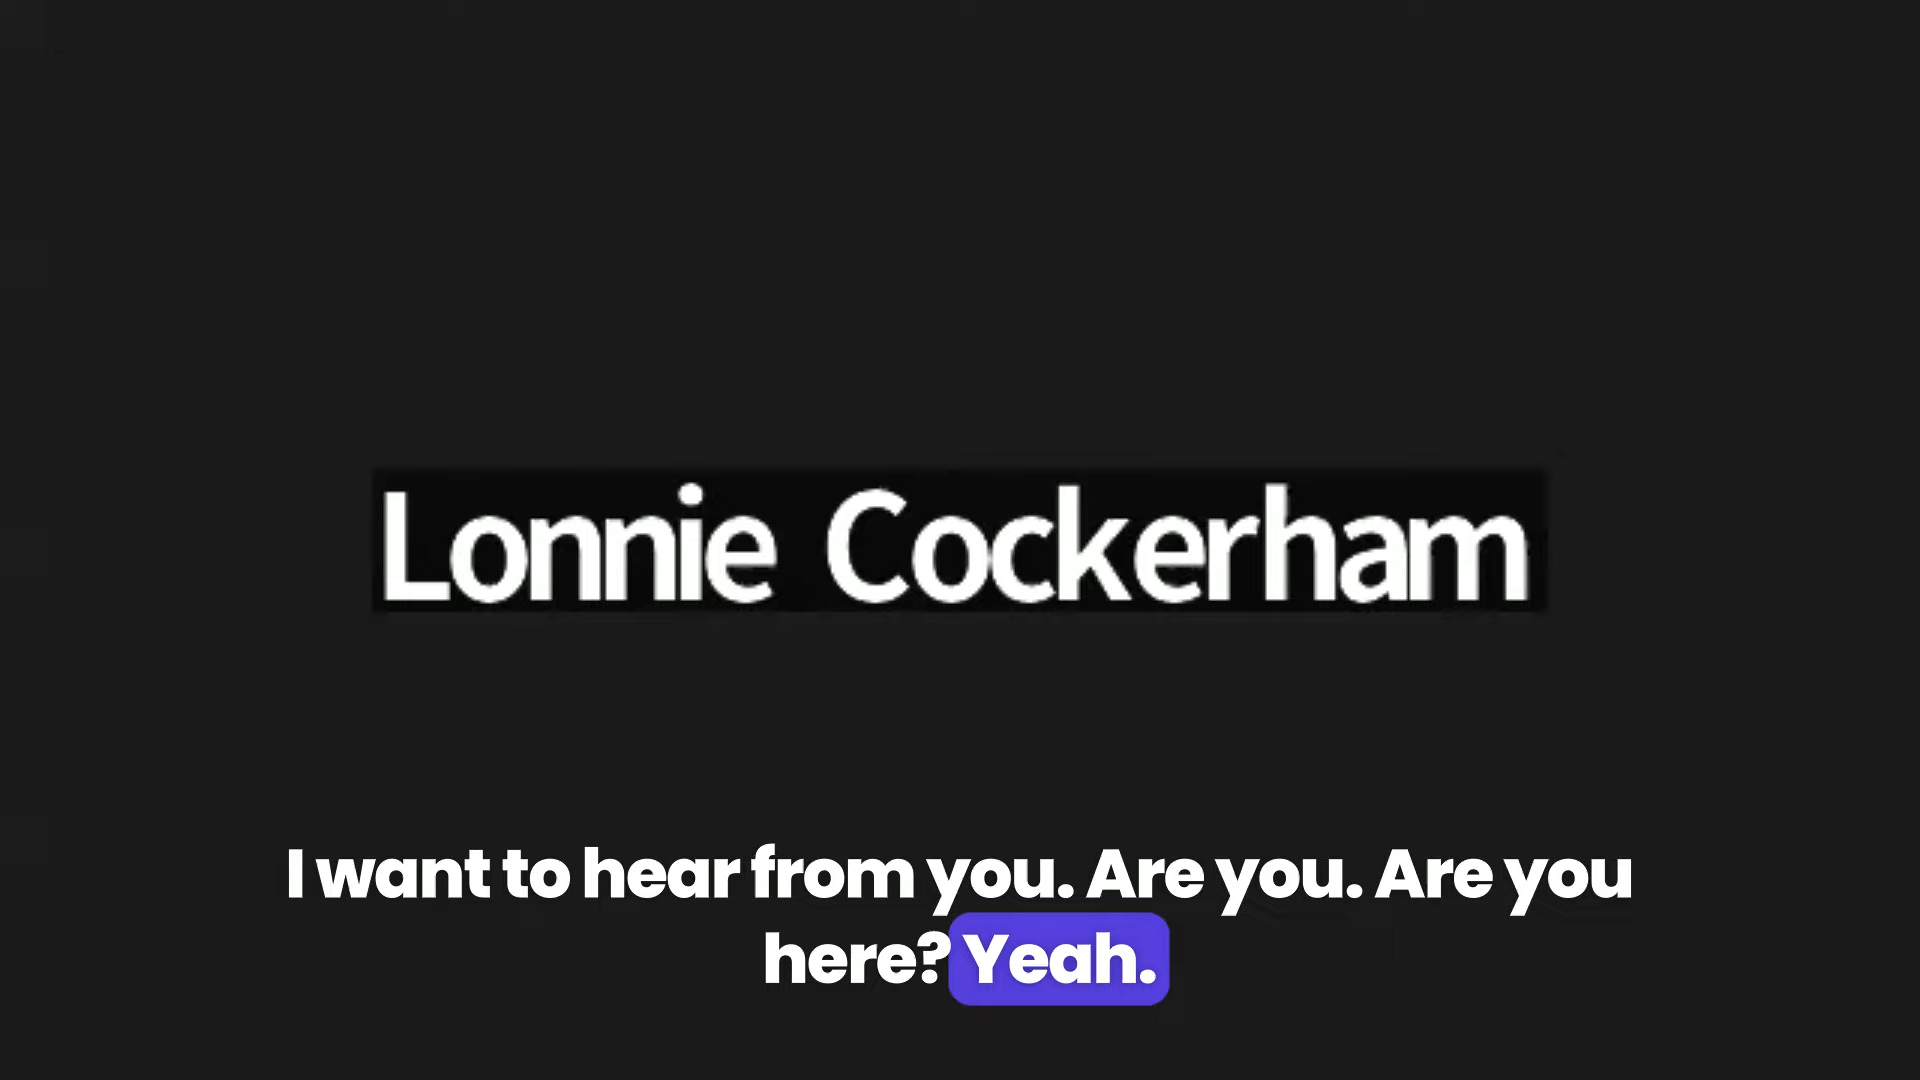 Lonnie Cockerham
I want to hear from you. Are you. Are you
here? Yeah.